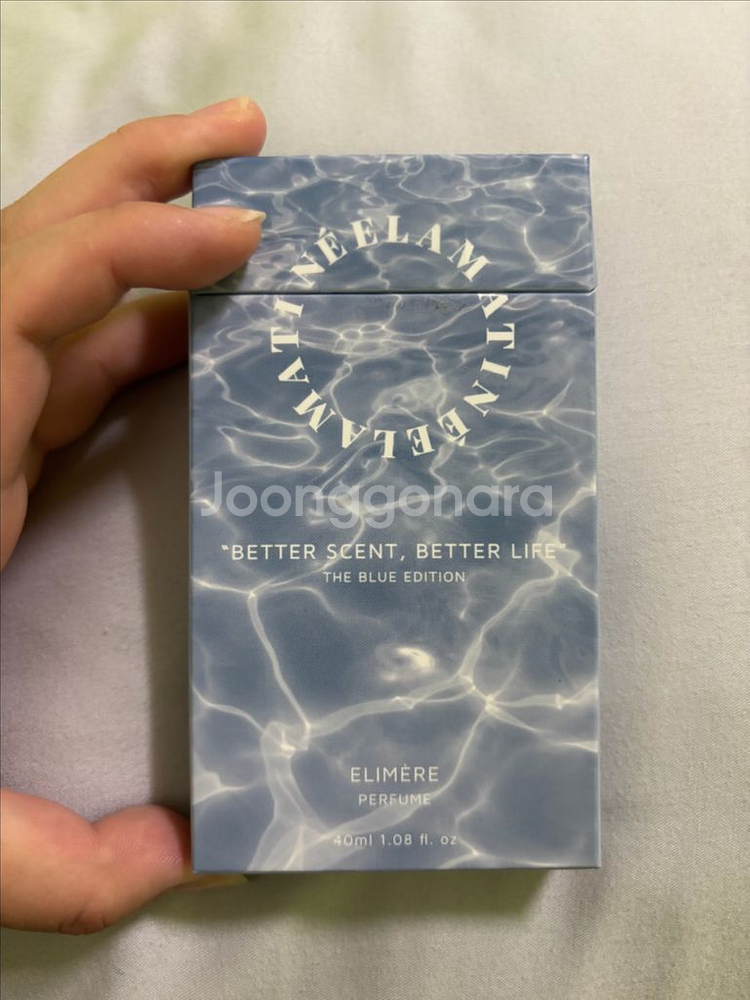 NÉELAMATINÉELAMATI
Joonggonara
"BETTER SCENT, BETTER LIFE"
THE BLUE EDITION
ELIMÈRE
PERFUME
40ml 1.08 fl. oz